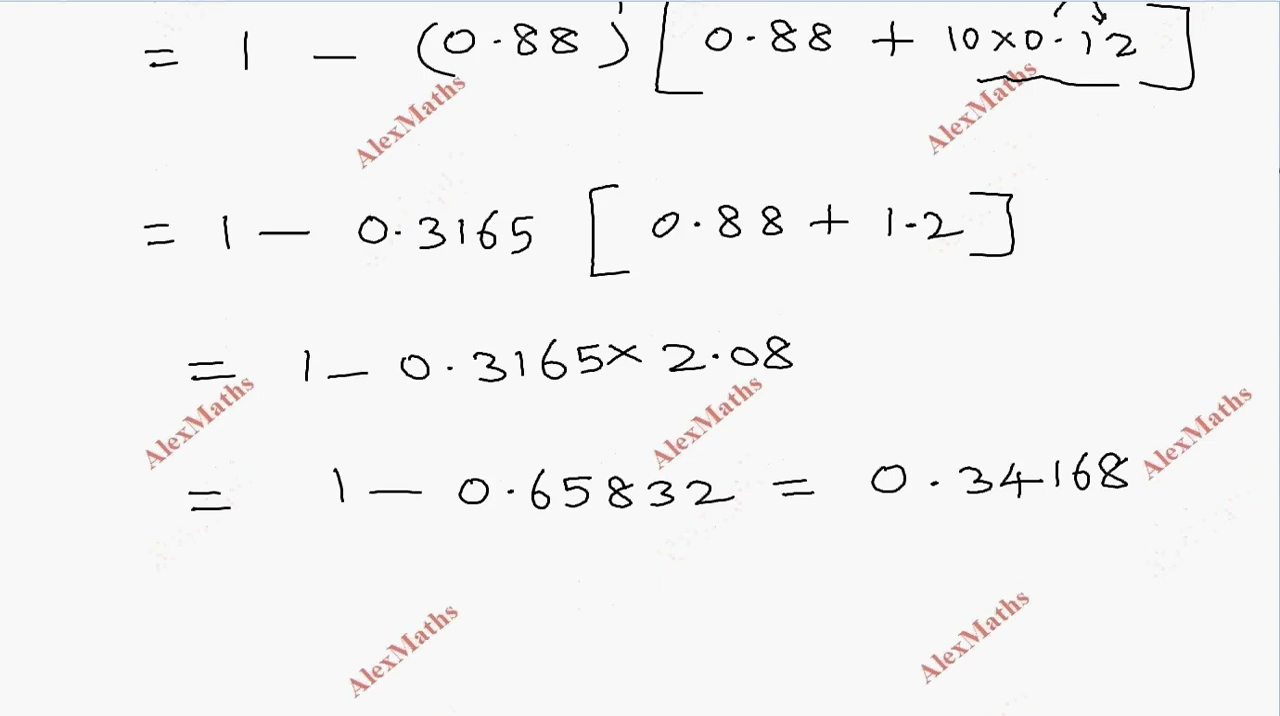 = 1 - (0.88) [0.88 + 10×0.12]
AlexMaths AlexMaths
= 1 - 0.3165 [0.88 + 1.2]
= 1 - 0.3165 × 2.08
AlexMaths AlexMaths AlexMaths
= 1 - 0.65832 = 0.34168
AlexMaths AlexMaths